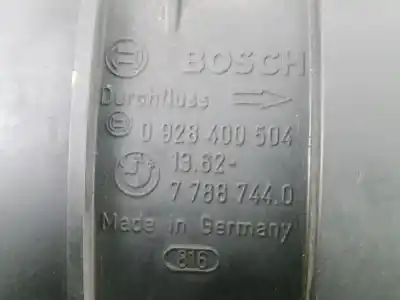 BOSCH
Durchfluss
0 928 400 504
13.62-
7 788 744.0
Made in Germany
816